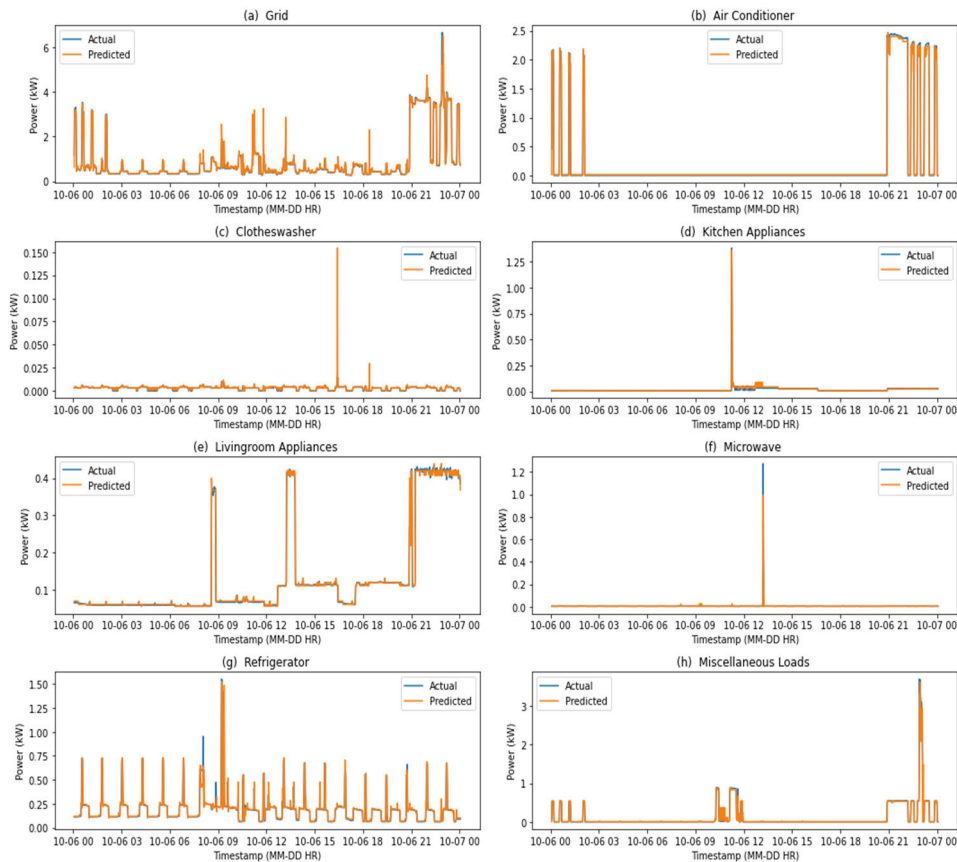 (a) Grid
Actual
Predicted
Power (kW)
6
4
2
0
10-06 00 10-06 03 10-06 06 10-06 09 10-06 12 10-06 15 10-06 18 10-06 21 10-07 00
Timestamp (MM-DD HR)
(b) Air Conditioner
Actual
Predicted
Power (kW)
2.5
2.0
1.5
1.0
0.5
0.0
10-06 00 10-06 03 10-06 06 10-06 09 10-06 12 10-06 15 10-06 18 10-06 21 10-07 00
Timestamp (MM-DD HR)
(c) Clotheswasher
Actual
Predicted
Power (kW)
0.150
0.125
0.100
0.075
0.050
0.025
0.000
10-06 00 10-06 03 10-06 06 10-06 09 10-06 12 10-06 15 10-06 18 10-06 21 10-07 00
Timestamp (MM-DD HR)
(d) Kitchen Appliances
Actual
Predicted
Power (kW)
1.25
1.00
0.75
0.50
0.25
0.00
10-06 00 10-06 03 10-06 06 10-06 09 10-06 12 10-06 15 10-06 18 10-06 21 10-07 00
Timestamp (MM-DD HR)
(e) Livingroom Appliances
Actual
Predicted
Power (kW)
0.4
0.3
0.2
0.1
10-06 00 10-06 03 10-06 06 10-06 09 10-06 12 10-06 15 10-06 18 10-06 21 10-07 00
Timestamp (MM-DD HR)
(f) Microwave
Actual
Predicted
Power (kW)
1.2
1.0
0.8
0.6
0.4
0.2
0.0
10-06 00 10-06 03 10-06 06 10-06 09 10-06 12 10-06 15 10-06 18 10-06 21 10-07 00
Timestamp (MM-DD HR)
(g) Refrigerator
Actual
Predicted
Power (kW)
1.50
1.25
1.00
0.75
0.50
0.25
0.00
10-06 00 10-06 03 10-06 06 10-06 09 10-06 12 10-06 15 10-06 18 10-06 21 10-07 00
Timestamp (MM-DD HR)
(h) Miscellaneous Loads
Actual
Predicted
Power (kW)
3
2
1
0
10-06 00 10-06 03 10-06 06 10-06 09 10-06 12 10-06 15 10-06 18 10-06 21 10-07 00
Timestamp (MM-DD HR)